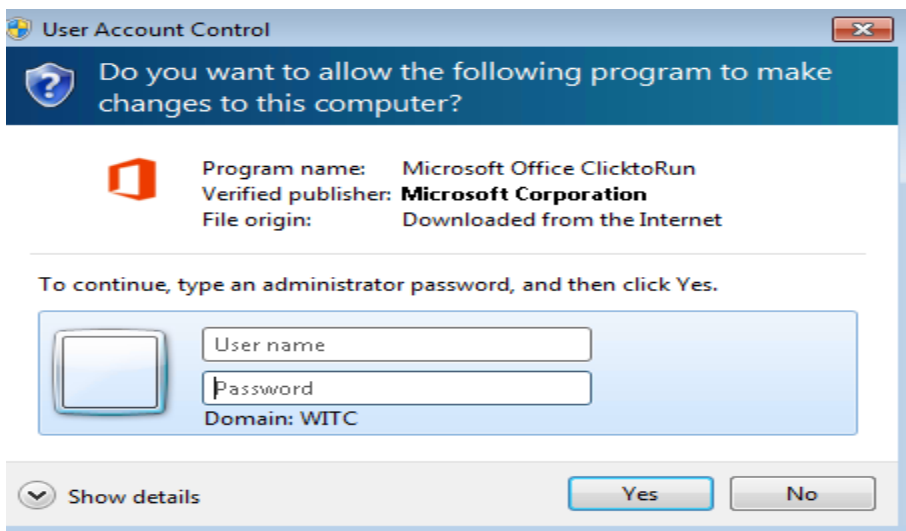 User Account Control
Do you want to allow the following program to make
changes to this computer?
Program name: Microsoft Office ClicktoRun
Verified publisher: Microsoft Corporation
File origin: Downloaded from the Internet
To continue, type an administrator password, and then click Yes.
User name
Password
Domain: WITC
Show details
Yes
No